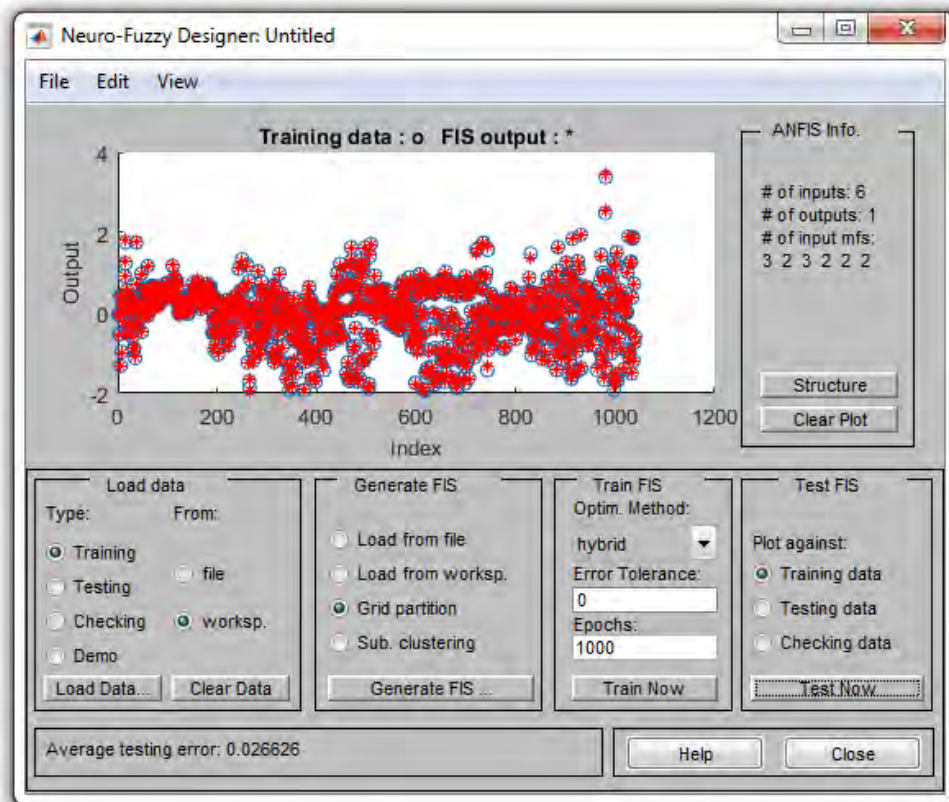 Neuro-Fuzzy Designer: Untitled
File Edit View
Training data : o FIS output : *
4
2
0
-2
Output
0 200 400 600 800 1000 1200
Index
ANFIS Info.
# of inputs: 6
# of outputs: 1
# of input mfs:
3 2 3 2 2 2
Structure
Clear Plot
Load data
Type: From:
Training
file
Testing
Checking
worksp.
Demo
Load Data... Clear Data
Generate FIS
Load from file
Load from worksp.
Grid partition
Sub. clustering
Generate FIS ...
Train FIS
Optim. Method:
hybrid
Error Tolerance:
0
Epochs:
1000
Train Now
Test FIS
Plot against:
Training data
Testing data
Checking data
Test Now
Average testing error: 0.026626
Help
Close